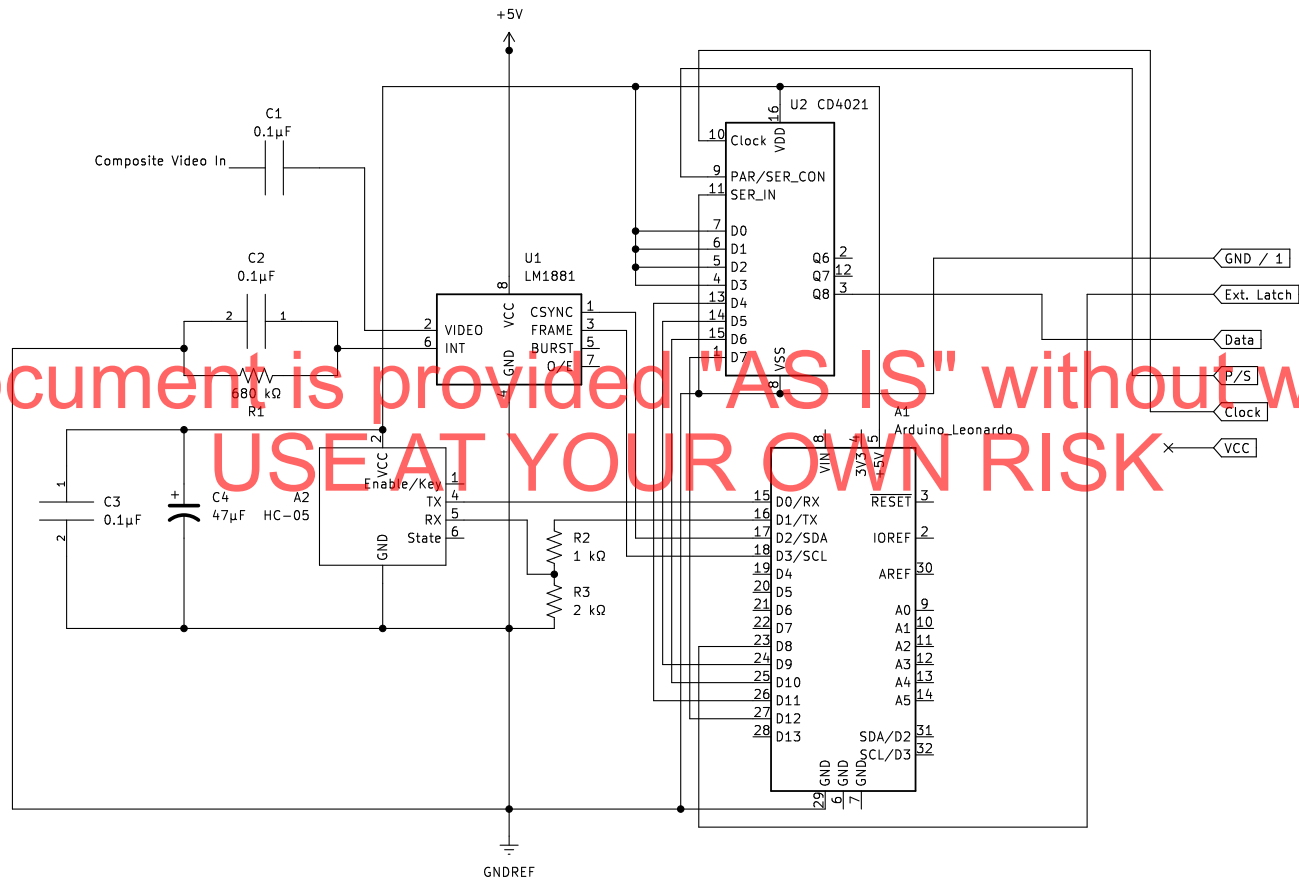 +5V
C1
0.1µF
Composite Video In
C2
0.1µF
2
1
680 kΩ
R1
U1
LM1881
8
VCC
2
VIDEO
6
INT
CSYNC
1
FRAME
3
BURST
5
O/E
7
GND
4
U2 CD4021
16
VDD
10
Clock
9
PAR/SER_CON
11
SER_IN
7
D0
6
D1
5
D2
4
D3
13
D4
14
D5
15
D6
1
D7
Q6
2
Q7
12
Q8
3
VSS
8
GND / 1
Ext. Latch
Data
P/S
Clock
VCC
cument is provided "AS IS" without w
USE AT YOUR OWN RISK
1
C3
0.1µF
2
+
C4
47µF
A2
HC-05
2
VCC
Enable/Key
1
TX
4
RX
5
State
6
GND
R2
1 kΩ
R3
2 kΩ
A1
Arduino_Leonardo
8
VIN
4
3V3
5
+5V
15
D0/RX
16
D1/TX
17
D2/SDA
18
D3/SCL
19
D4
20
D5
21
D6
22
D7
23
D8
24
D9
25
D10
26
D11
27
D12
28
D13
RESET
3
IOREF
2
AREF
30
A0
9
A1
10
A2
11
A3
12
A4
13
A5
14
SDA/D2
31
SCL/D3
32
GND
29
GND
6
GND
7
GNDREF